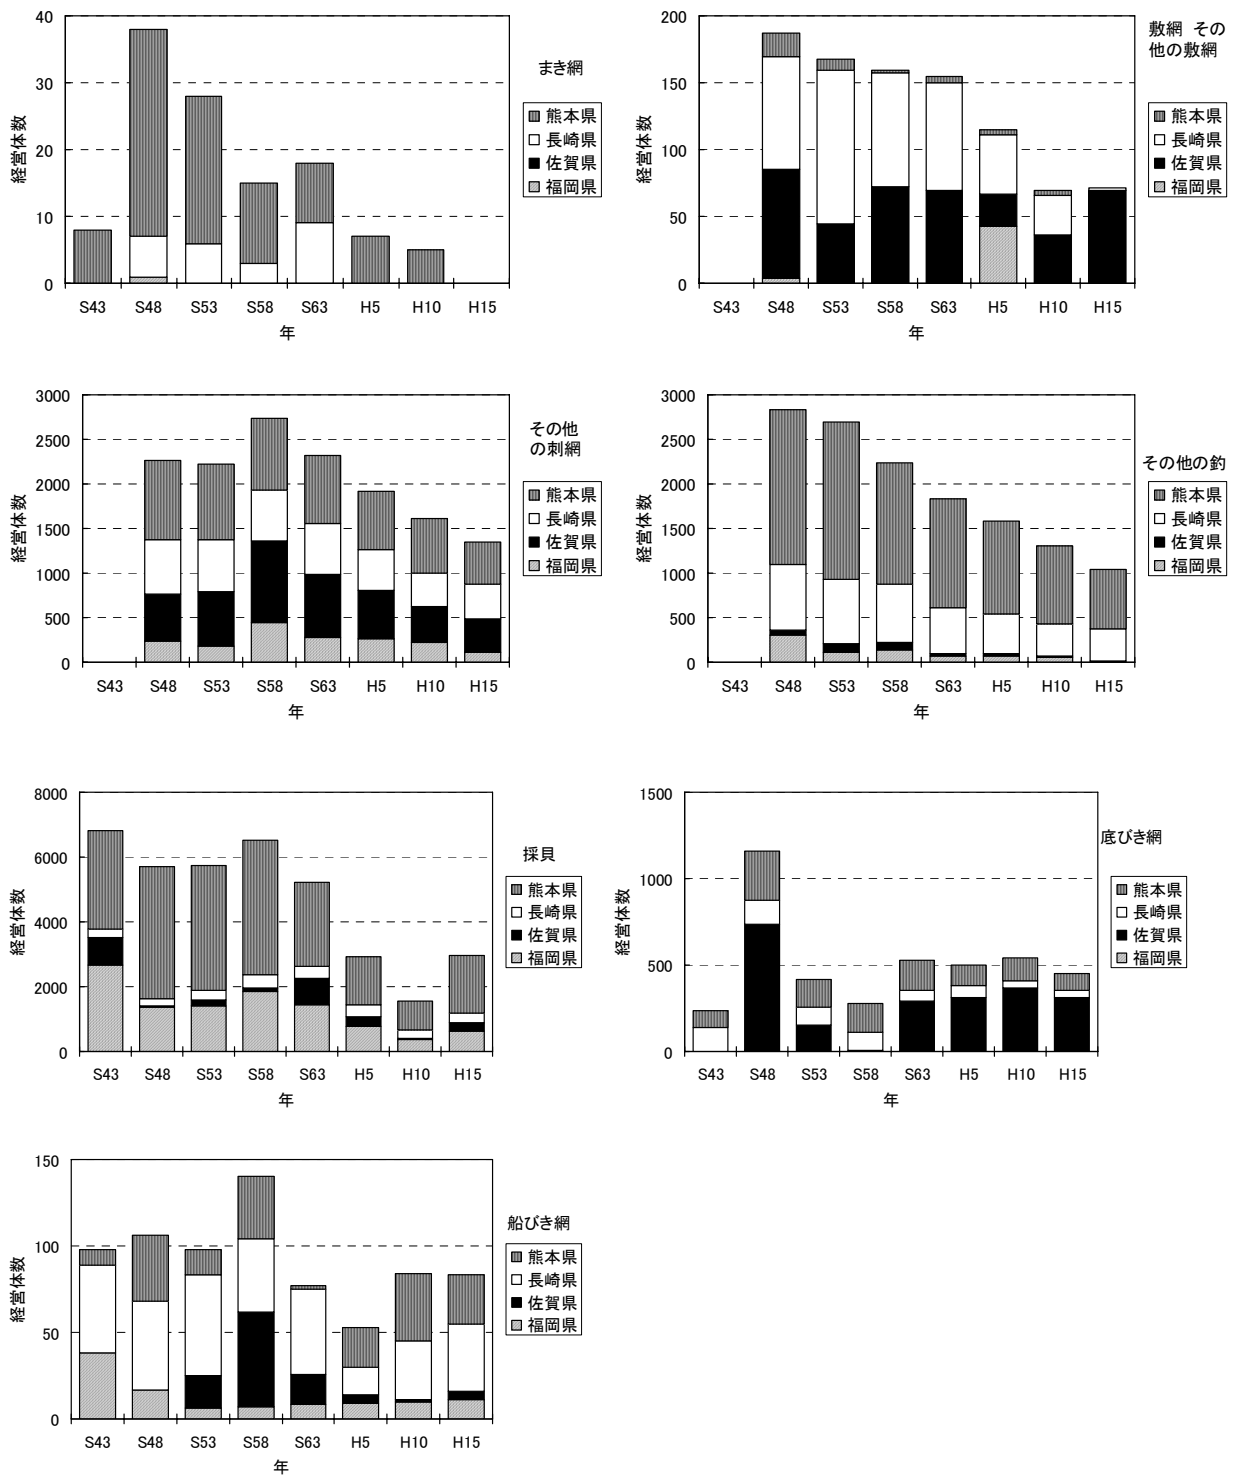 まき網
経営体数
40
30
20
10
0
S43 S48 S53 S58 S63 H5 H10 H15
年
熊本県
長崎県
佐賀県
福岡県
敷網 その
他の敷網
経営体数
200
150
100
50
0
S43 S48 S53 S58 S63 H5 H10 H15
年
熊本県
長崎県
佐賀県
福岡県
その他
の刺網
経営体数
3000
2500
2000
1500
1000
500
0
S43 S48 S53 S58 S63 H5 H10 H15
年
熊本県
長崎県
佐賀県
福岡県
その他の釣
経営体数
3000
2500
2000
1500
1000
500
0
S43 S48 S53 S58 S63 H5 H10 H15
年
熊本県
長崎県
佐賀県
福岡県
採貝
経営体数
8000
6000
4000
2000
0
S43 S48 S53 S58 S63 H5 H10 H15
年
熊本県
長崎県
佐賀県
福岡県
底びき網
経営体数
1500
1000
500
0
S43 S48 S53 S58 S63 H5 H10 H15
年
熊本県
長崎県
佐賀県
福岡県
船びき網
経営体数
150
100
50
0
S43 S48 S53 S58 S63 H5 H10 H15
年
熊本県
長崎県
佐賀県
福岡県